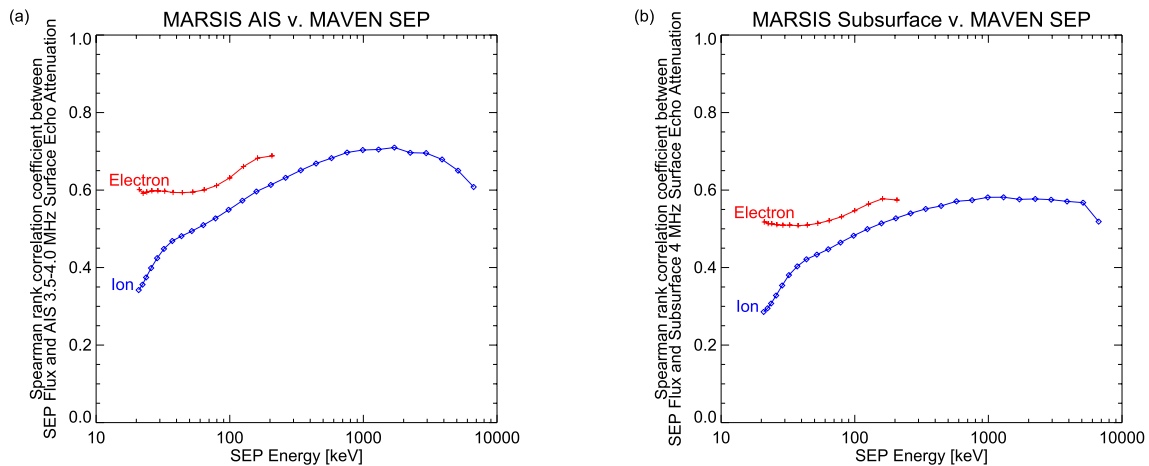 (a)
MARSIS AIS v. MAVEN SEP
Spearman rank correlation coefficient between
SEP Flux and AIS 3.5-4.0 MHz Surface Echo Attenuation
1.0
0.8
0.6
0.4
0.2
0.0
Electron
Ion
10
100
1000
10000
SEP Energy [keV]
(b)
MARSIS Subsurface v. MAVEN SEP
Spearman rank correlation coefficient between
SEP Flux and Subsurface 4 MHz Surface Echo Attenuation
1.0
0.8
0.6
0.4
0.2
0.0
Electron
Ion
10
100
1000
10000
SEP Energy [keV]